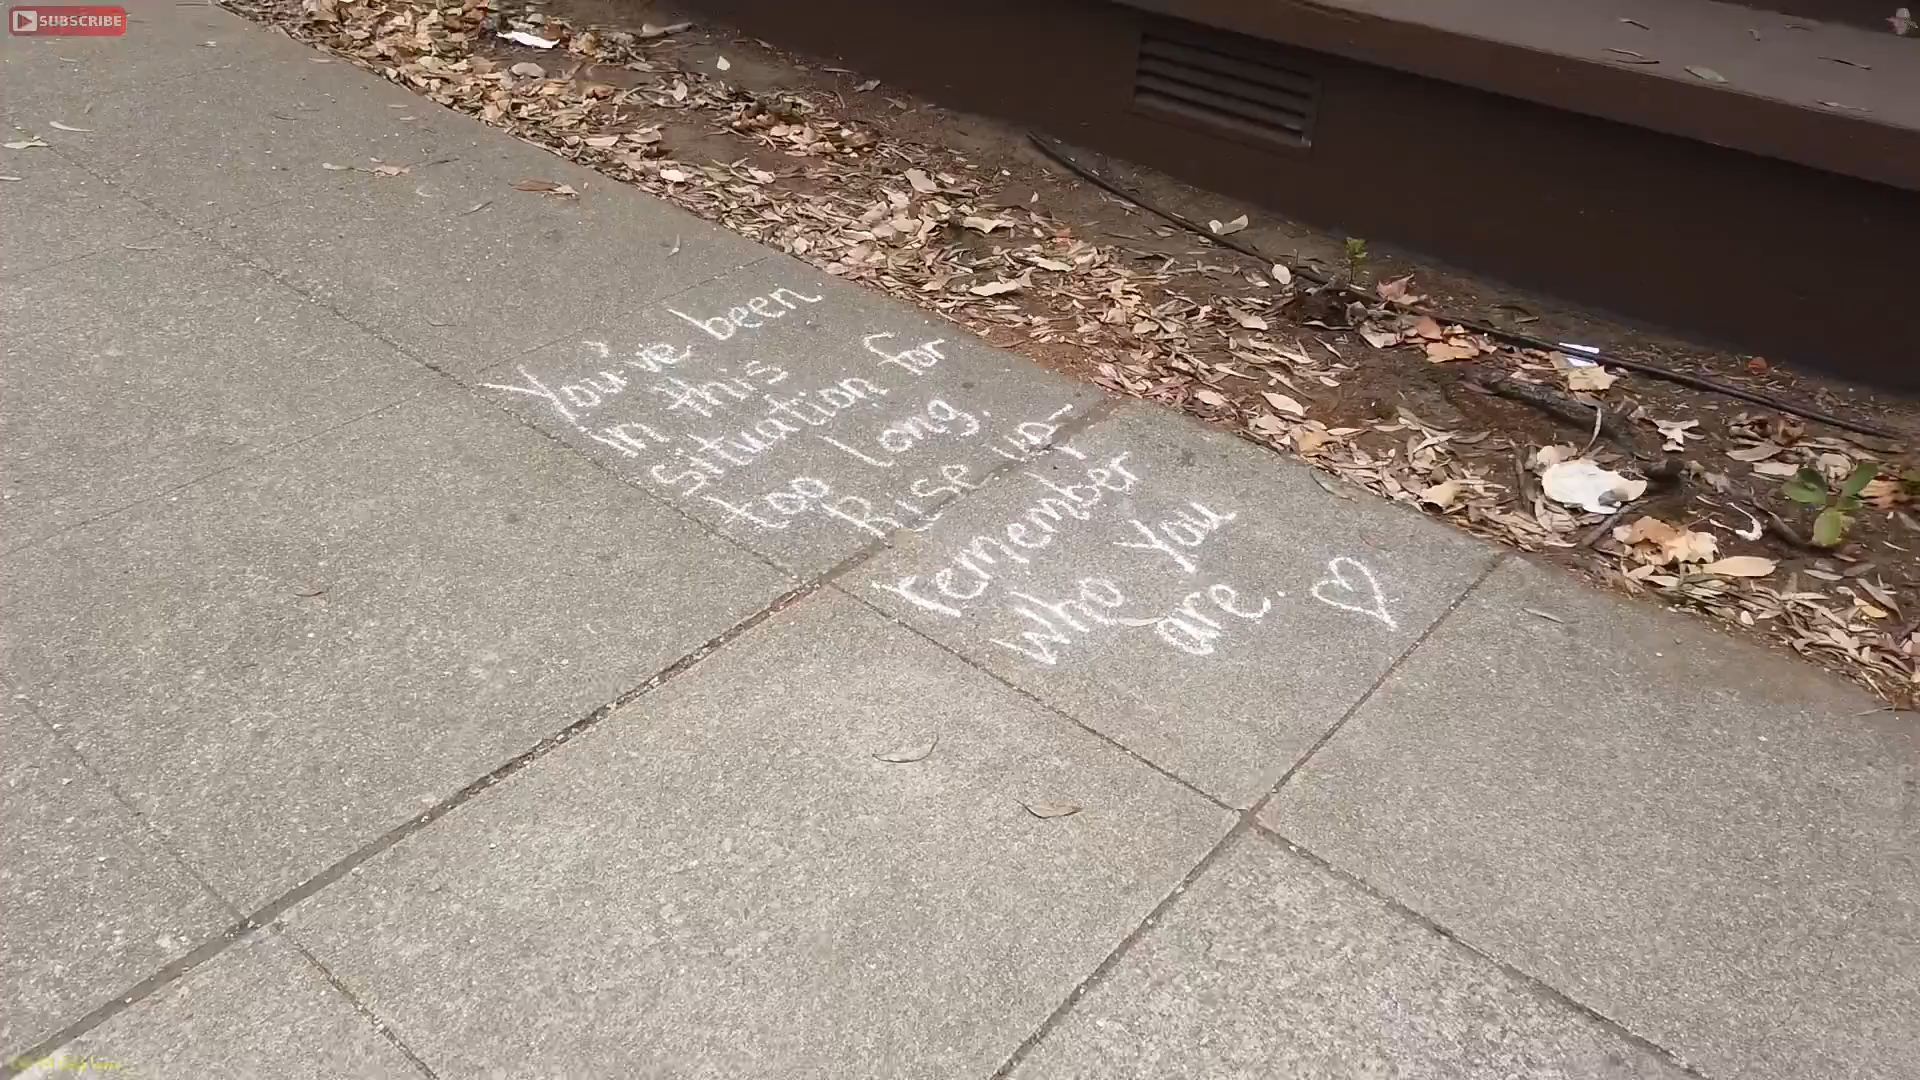 SUBSCRIBE
You've been
in this
situation for
too long.
Rise up-
remember
who You
are. ♡